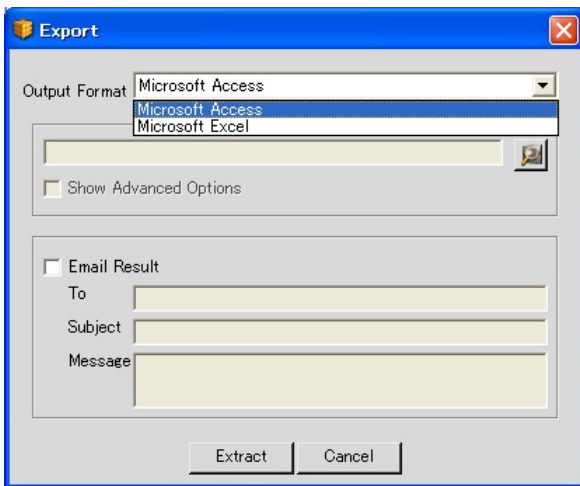 Export
Output Format Microsoft Access
Microsoft Access
Microsoft Excel
Show Advanced Options
Email Result
To
Subject
Message
Extract Cancel